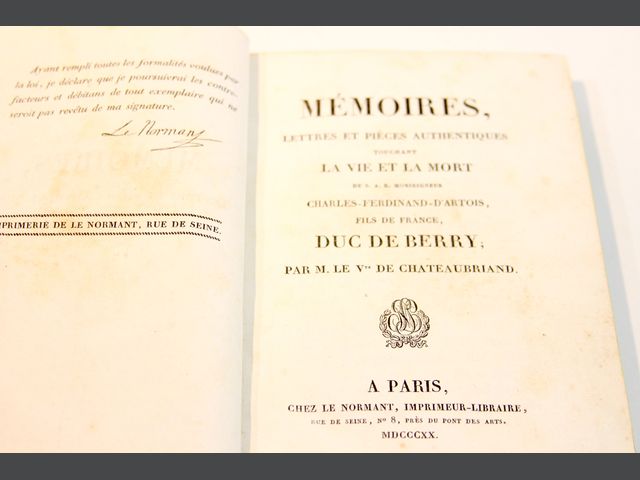 Ayant rempli toutes les formalités voulues par
la loi, je déclare que je poursuivrai les contre-
facteurs et débitans de tout exemplaire qui ne
seroit pas revêtu de ma signature.
Le Normant
IMPRIMERIE DE LE NORMANT, RUE DE SEINE.
MÉMOIRES,
LETTRES ET PIÈCES AUTHENTIQUES
TOUCHANT
LA VIE ET LA MORT
DE S. A. R. MONSEIGNEUR
CHARLES-FERDINAND-D'ARTOIS,
FILS DE FRANCE,
DUC DE BERRY;
PAR M. LE Vte DE CHATEAUBRIAND.
A PARIS,
CHEZ LE NORMANT, IMPRIMEUR-LIBRAIRE,
RUE DE SEINE, No 8, PRÈS DU PONT DES ARTS.
MDCCCXX.